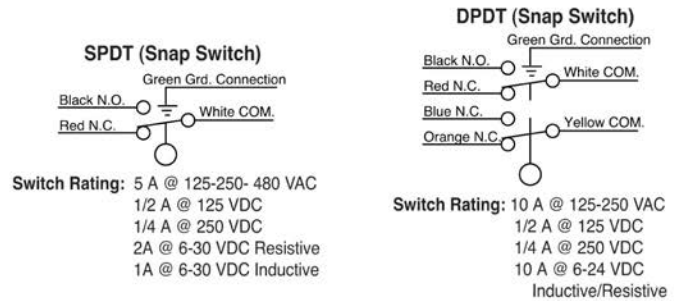 SPDT (Snap Switch)
Green Grd. Connection
Black N.O.
White COM.
Red N.C.
Switch Rating: 5 A @ 125-250- 480 VAC
1/2 A @ 125 VDC
1/4 A @ 250 VDC
2A @ 6-30 VDC Resistive
1A @ 6-30 VDC Inductive
DPDT (Snap Switch)
Green Grd. Connection
Black N.O.
White COM.
Red N.C.
Blue N.C.
Yellow COM.
Orange N.C.
Switch Rating: 10 A @ 125-250 VAC
1/2 A @ 125 VDC
1/4 A @ 250 VDC
10 A @ 6-24 VDC
Inductive/Resistive